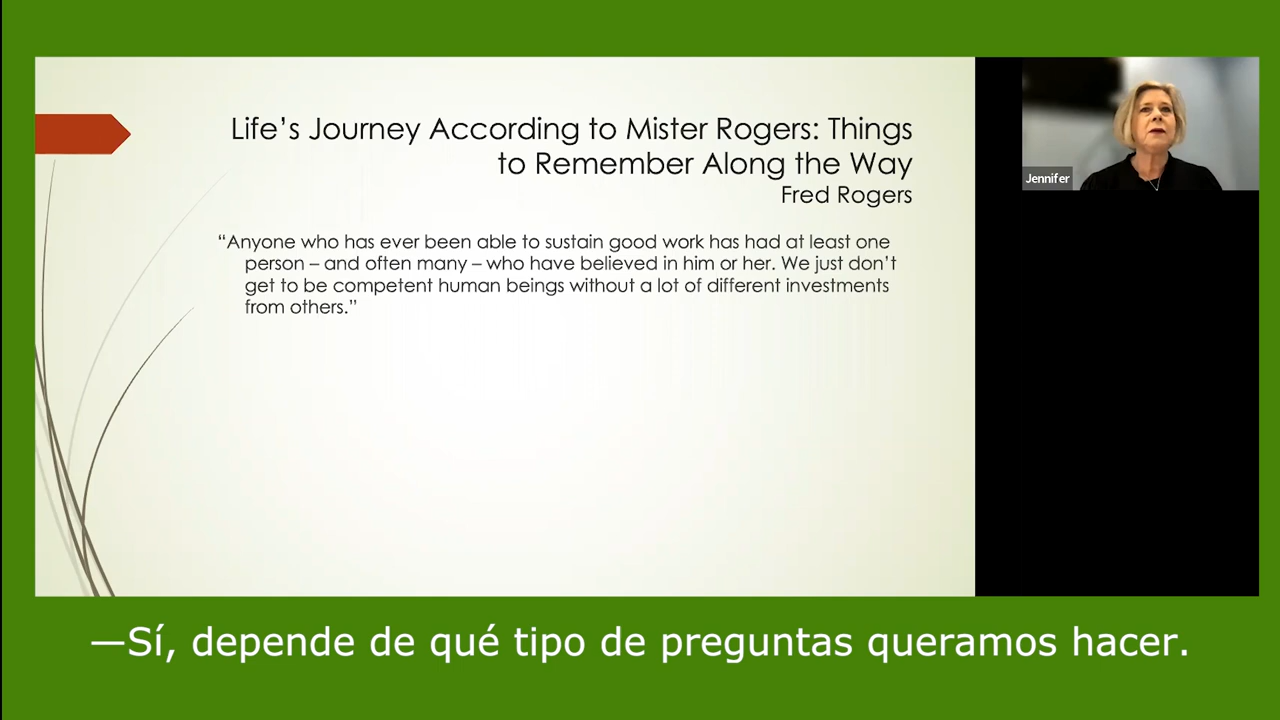 Life’s Journey According to Mister Rogers: Things
to Remember Along the Way
Fred Rogers
“Anyone who has ever been able to sustain good work has had at least one
person – and often many – who have believed in him or her. We just don’t
get to be competent human beings without a lot of different investments
from others.”
Jennifer
—Sí, depende de qué tipo de preguntas queramos hacer.